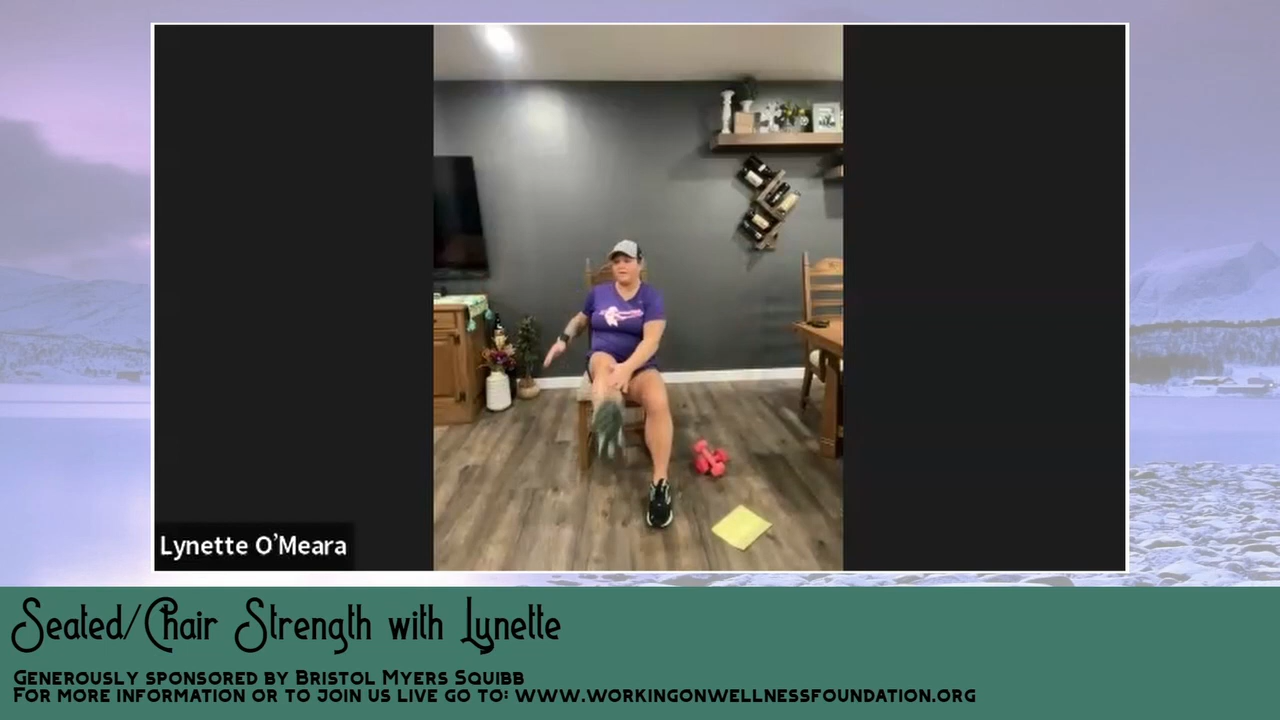 Lynette O'Meara
Seated/Chair Strength with Lynette
Generously sponsored by Bristol Myers Squibb
For more information or to join us live go to: www.workingonwellnessfoundation.org